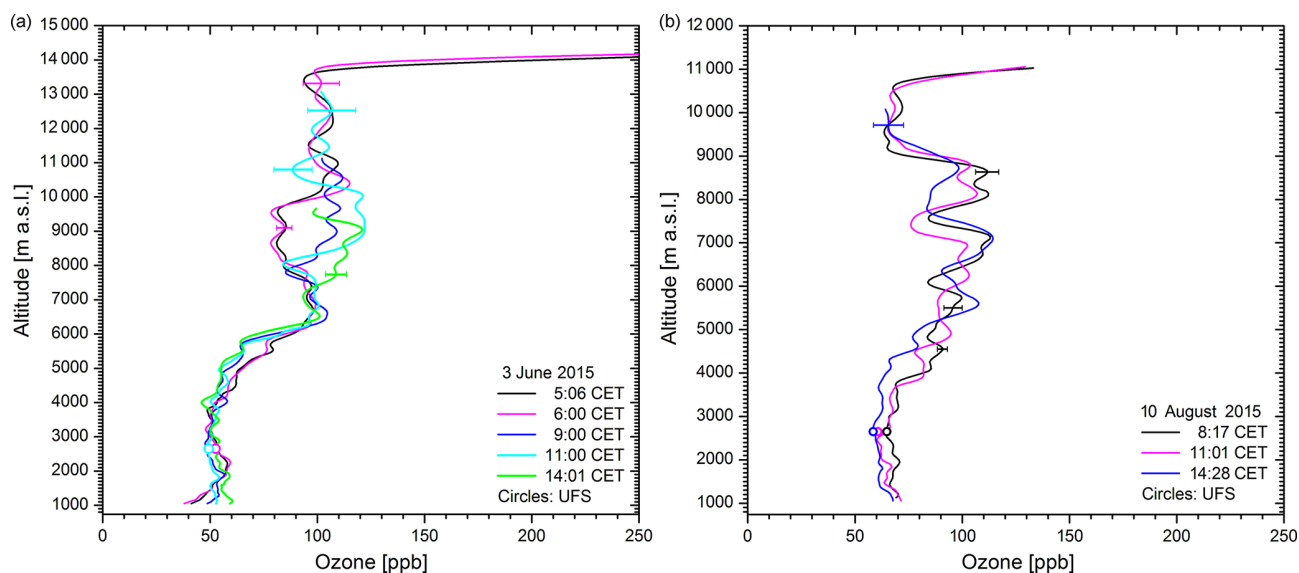 (a)
15 000
14 000
13 000
12 000
11 000
10 000
9000
8000
7000
6000
5000
4000
3000
2000
1000
Altitude [m a.s.l.]
3 June 2015
5:06 CET
6:00 CET
9:00 CET
11:00 CET
14:01 CET
Circles: UFS
0 50 100 150 200 250
Ozone [ppb]
(b)
12 000
11 000
10 000
9000
8000
7000
6000
5000
4000
3000
2000
1000
Altitude [m a.s.l.]
10 August 2015
8:17 CET
11:01 CET
14:28 CET
Circles: UFS
0 50 100 150 200 250
Ozone [ppb]